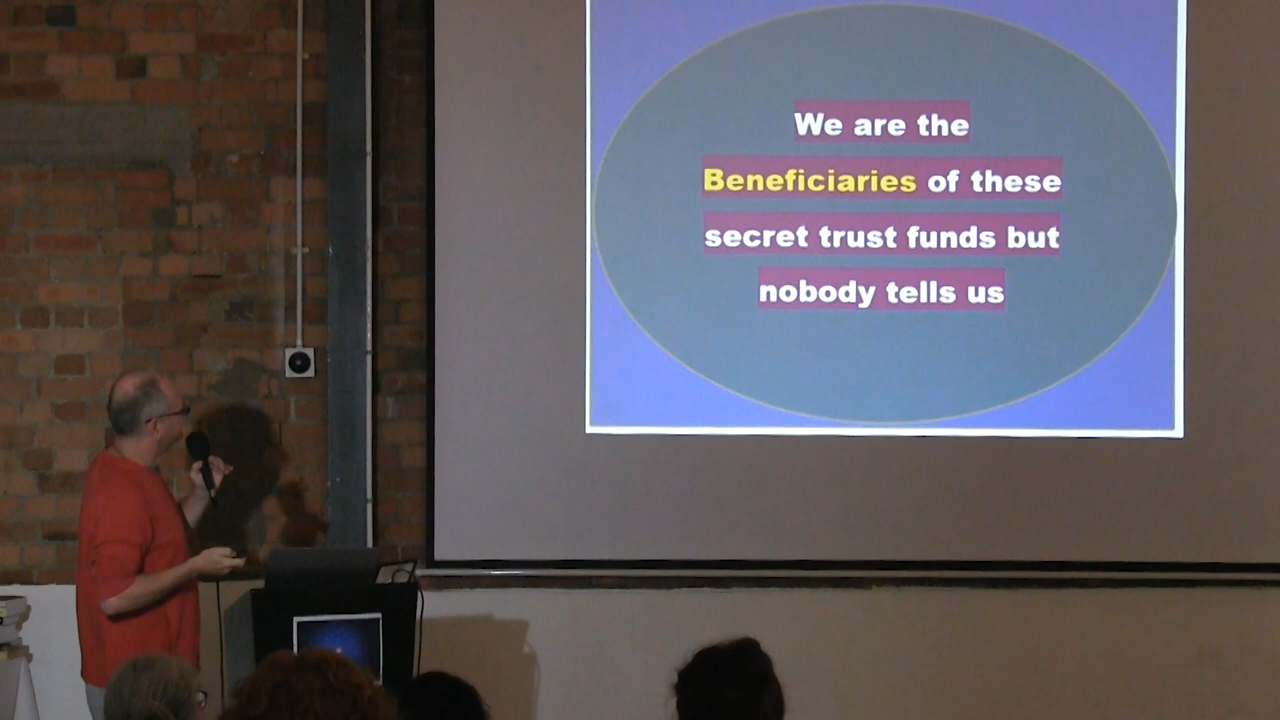 We are the
Beneficiaries of these
secret trust funds but
nobody tells us